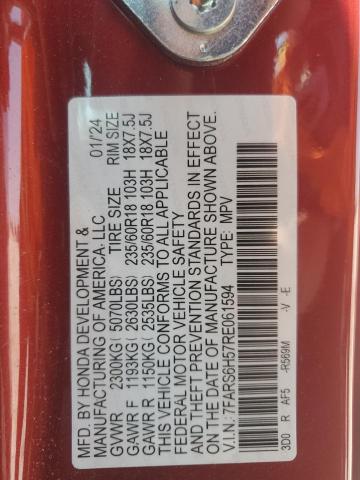 MFD. BY HONDA DEVELOPMENT &
MANUFACTURING OF AMERICA, LLC 01/24
GVWR 2300KG (5070LBS) TIRE SIZE RIM SIZE
GAWR F 1193KG (2630LBS) 235/60R18 103H 18X7.5J
GAWR R 1150KG (2535LBS) 235/60R18 103H 18X7.5J
THIS VEHICLE CONFORMS TO ALL APPLICABLE
FEDERAL MOTOR VEHICLE SAFETY
AND THEFT PREVENTION STANDARDS IN EFFECT
ON THE DATE OF MANUFACTURE SHOWN ABOVE.
V.I.N.: 7FARS6H57RE061594 TYPE: MPV
3D0 R AF5 -R569M -V -E